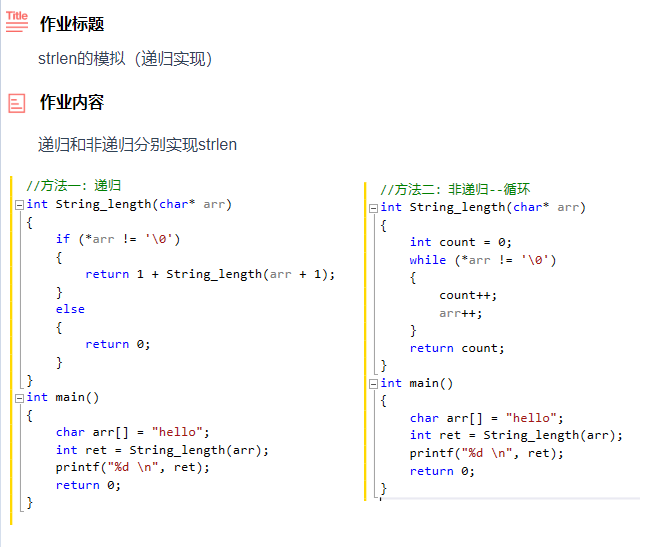 Title
作业标题
strlen的模拟（递归实现）
作业内容
递归和非递归分别实现strlen
//方法一：递归
int String_length(char* arr)
{
    if (*arr != '\0')
    {
        return 1 + String_length(arr + 1);
    }
    else
    {
        return 0;
    }
}
int main()
{
    char arr[] = "hello";
    int ret = String_length(arr);
    printf("%d \n", ret);
    return 0;
}
//方法二：非递归--循环
int String_length(char* arr)
{
    int count = 0;
    while (*arr != '\0')
    {
        count++;
        arr++;
    }
    return count;
}
int main()
{
    char arr[] = "hello";
    int ret = String_length(arr);
    printf("%d \n", ret);
    return 0;
}